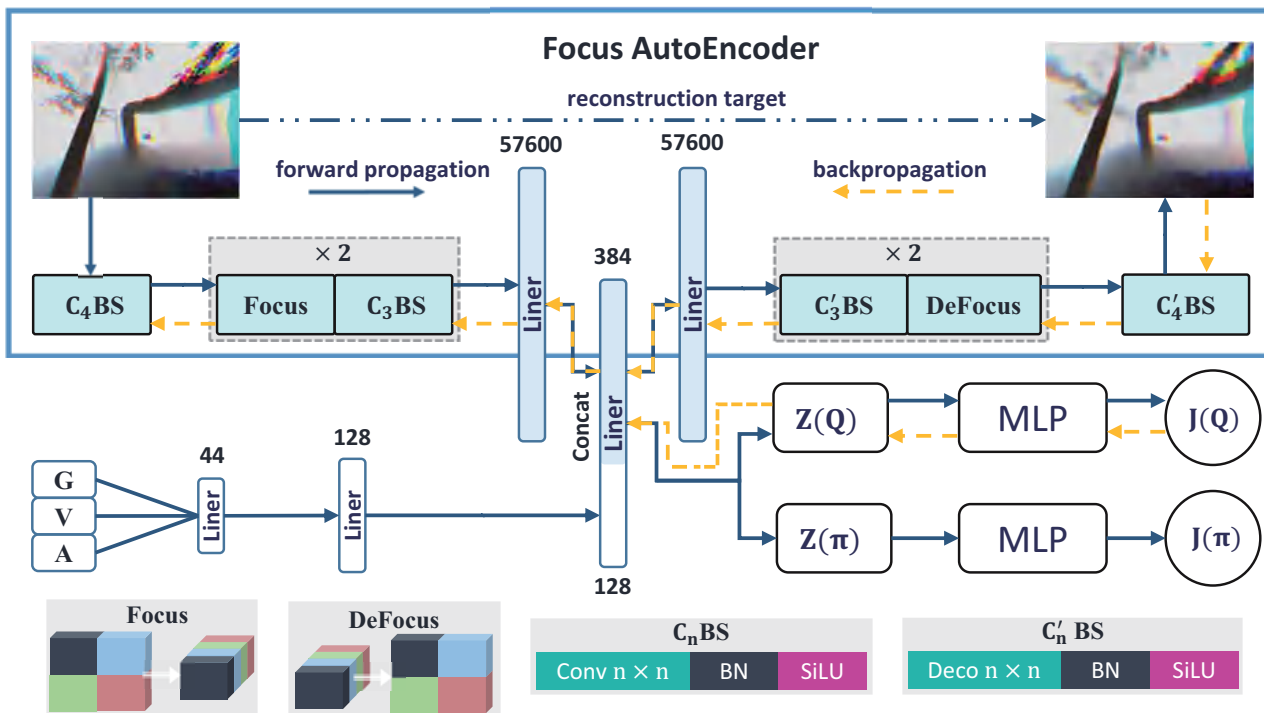 Focus AutoEncoder
reconstruction target
57600
57600
forward propagation
backpropagation
× 2
384
× 2
C₄BS
Focus
C₃BS
Liner
Liner
C′₃BS
DeFocus
C′₄BS
Concat
Liner
Z(Q)
MLP
J(Q)
44
128
G
V
A
Liner
Liner
Z(π)
MLP
J(π)
128
Focus
DeFocus
CₙBS
C′ₙ BS
Conv n × n
BN
SiLU
Deco n × n
BN
SiLU